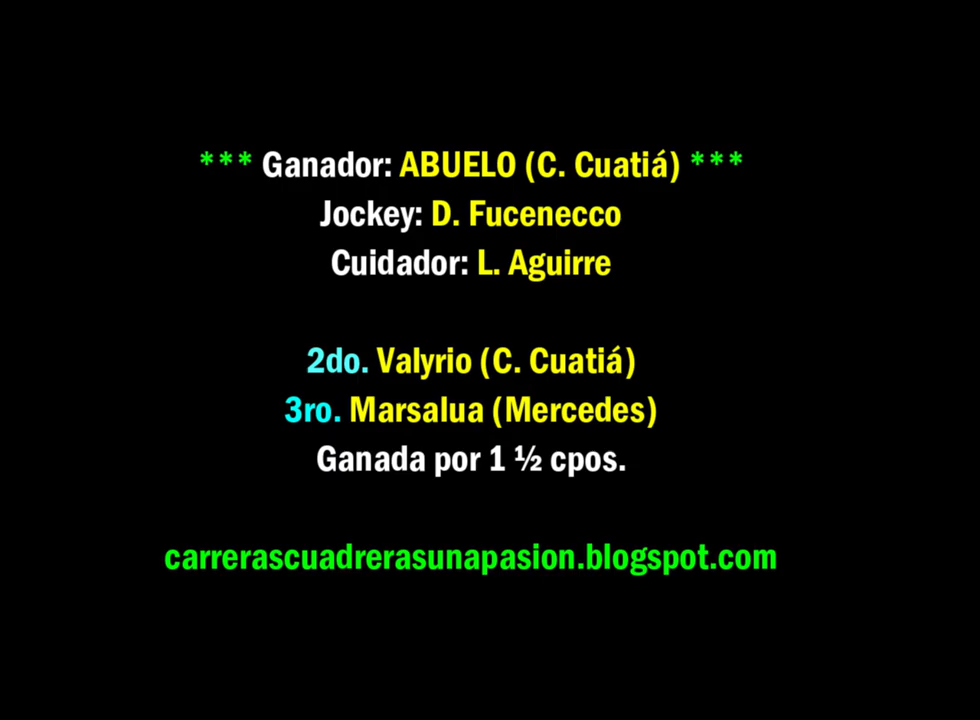 *** Ganador: ABUELO (C. Cuatiá) ***
Jockey: D. Fucenecco
Cuidador: L. Aguirre
2do. Valyrio (C. Cuatiá)
3ro. Marsalua (Mercedes)
Ganada por 1 ½ cpos.
carrerascuadrerasunapasion.blogspot.com